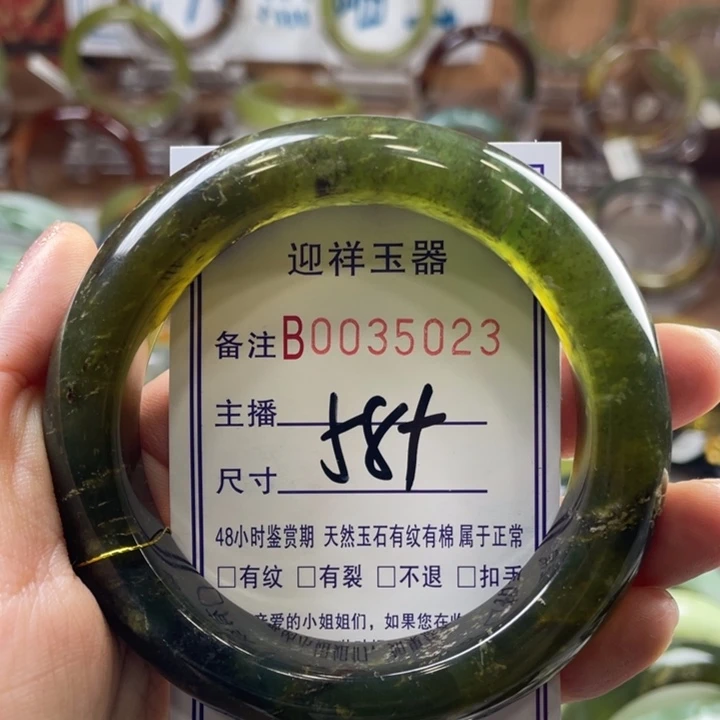 迎祥玉器
备注B0035023
主播
58+
尺寸
48小时鉴赏期 天然玉石有纹有棉属于正常
□有纹 □有裂 □不退 □扣手
亲爱的小姐姐们，如果您在收